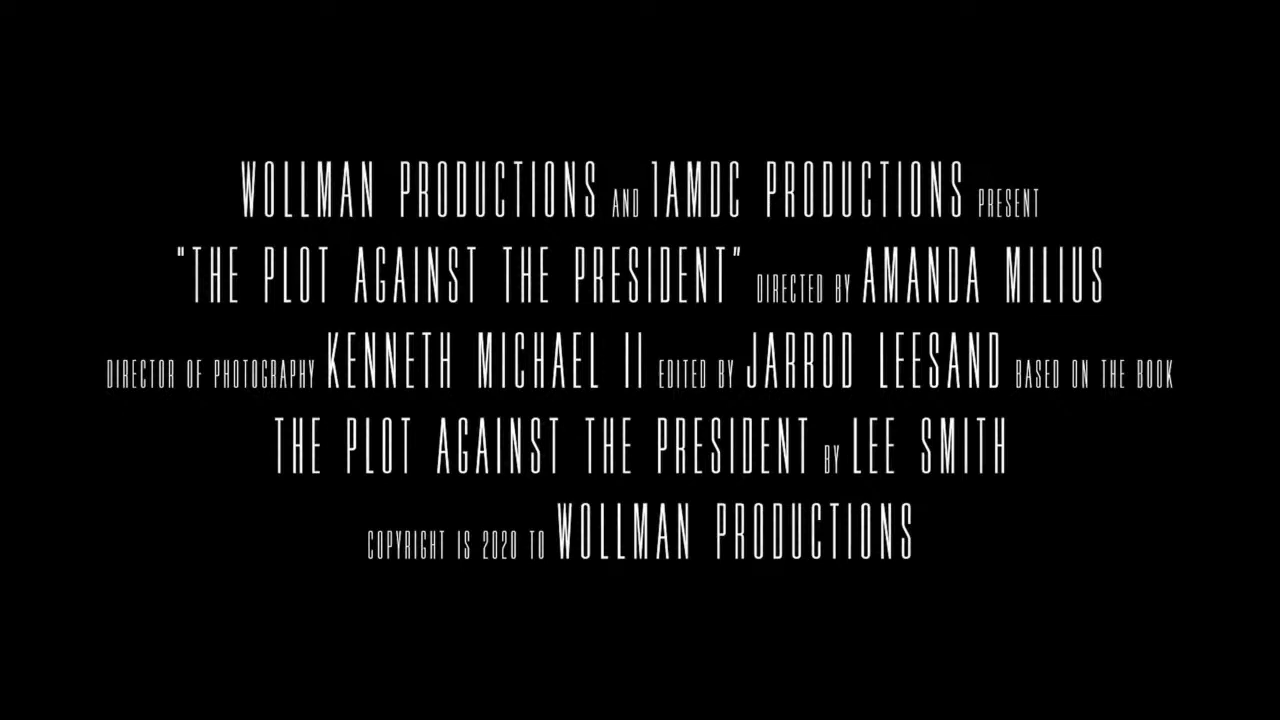 WOLLMAN PRODUCTIONS AND 1AMDC PRODUCTIONS PRESENT
"THE PLOT AGAINST THE PRESIDENT" DIRECTED BY AMANDA MILIUS
DIRECTOR OF PHOTOGRAPHY KENNETH MICHAEL II EDITED BY JARROD LEESAND BASED ON THE BOOK
THE PLOT AGAINST THE PRESIDENT BY LEE SMITH
COPYRIGHT IS 2020 TO WOLLMAN PRODUCTIONS